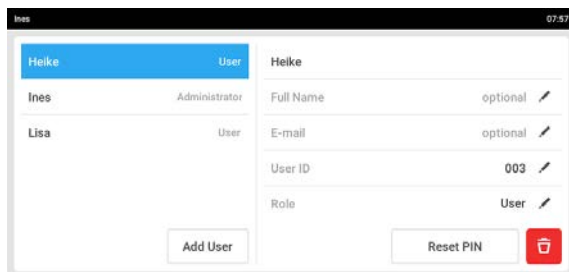 Ines 07:57
Heike User
Ines Administrator
Lisa User
Add User
Heike
Full Name optional
E-mail optional
User ID 003
Role User
Reset PIN